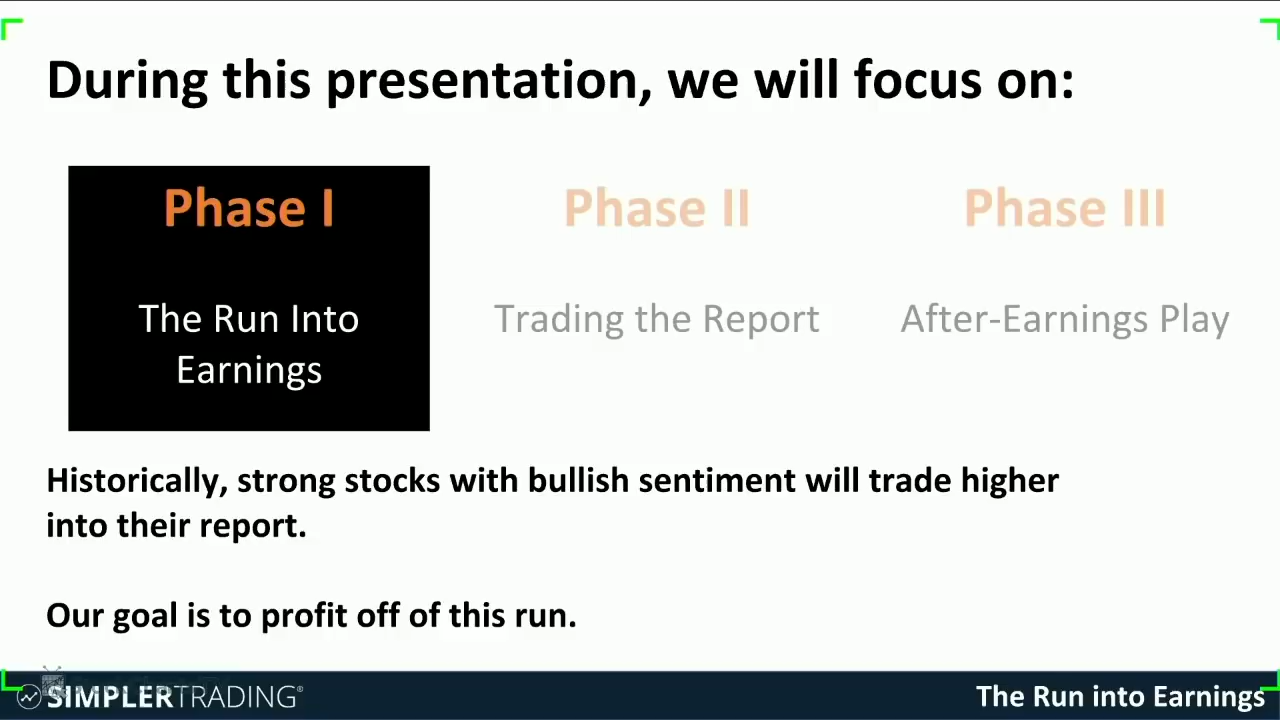 During this presentation, we will focus on:
Phase I
The Run Into
Earnings
Phase II
Trading the Report
Phase III
After-Earnings Play
Historically, strong stocks with bullish sentiment will trade higher
into their report.
Our goal is to profit off of this run.
SIMPLERTRADING®
The Run into Earnings